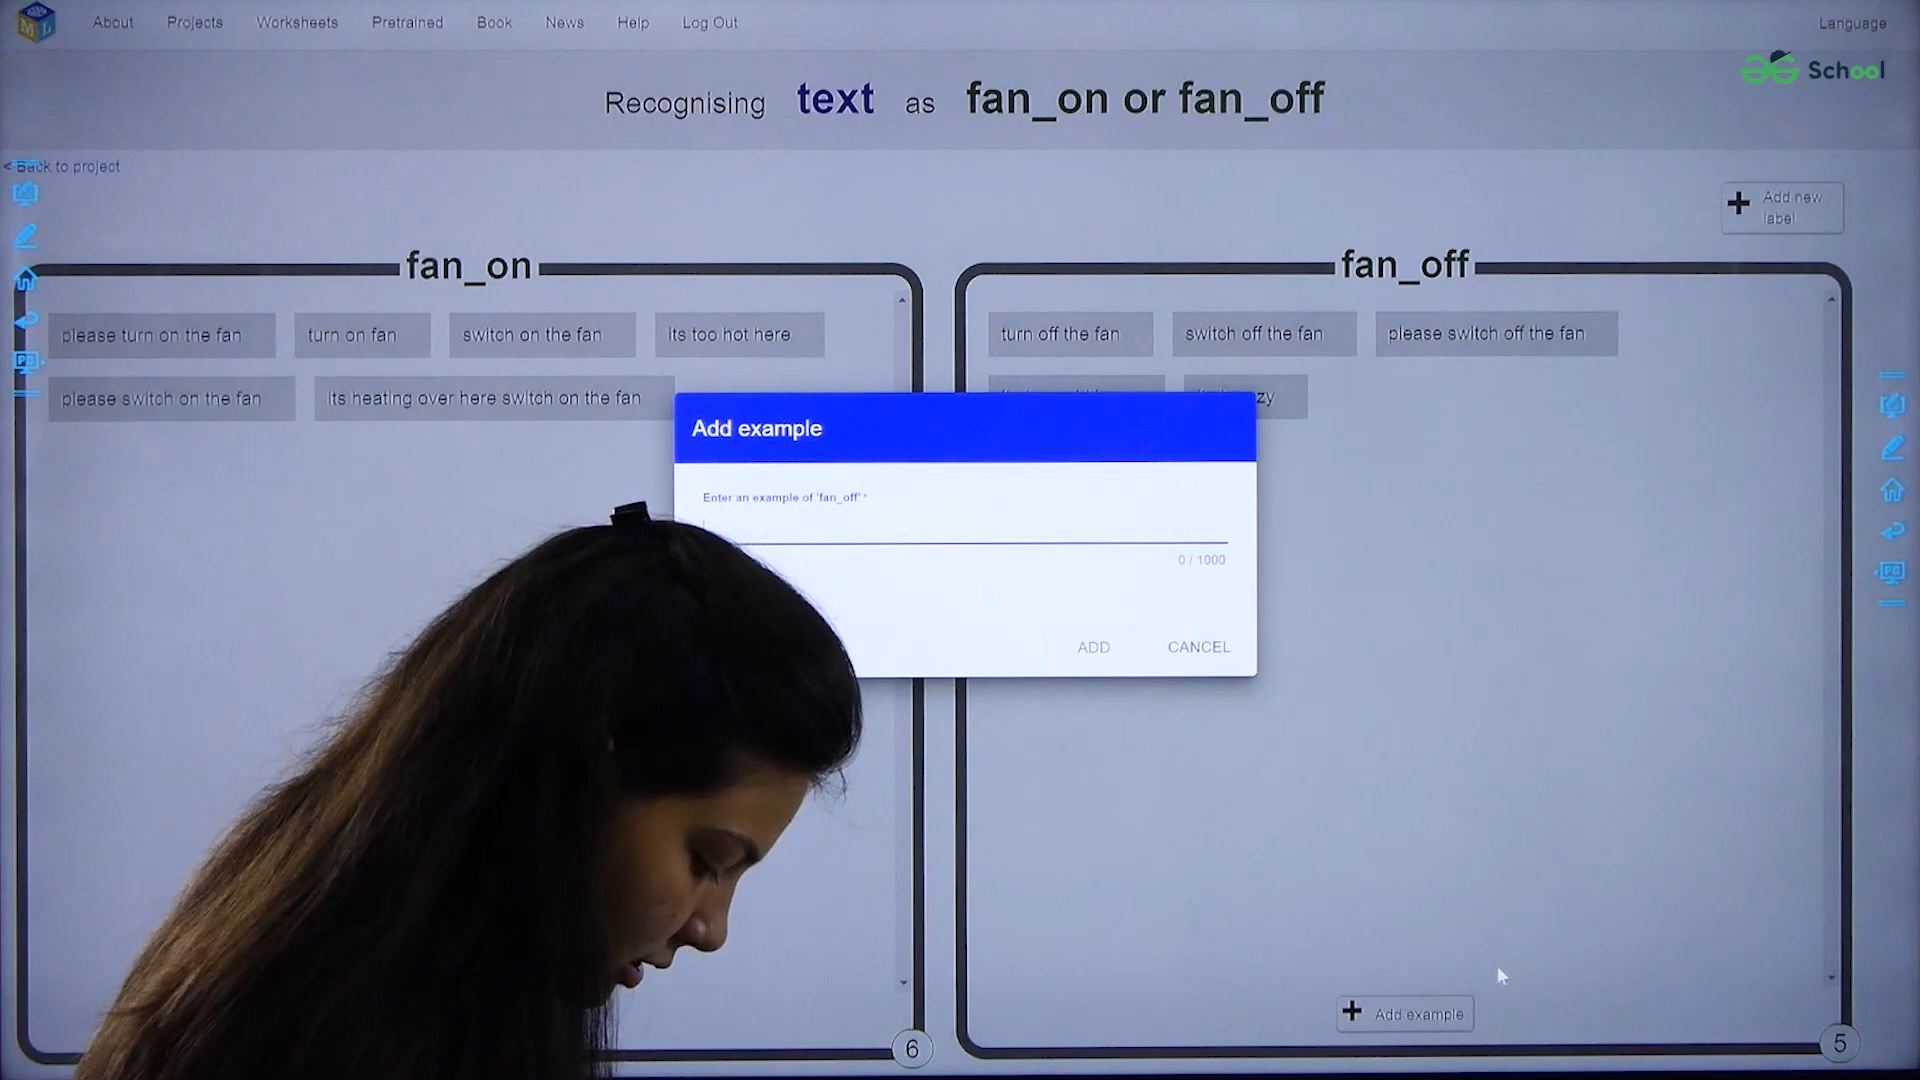 About Projects Worksheets Pretrained Book News Help Log Out Language
School
Recognising text as fan_on or fan_off
< Back to project
Add new
label
fan_on
please turn on the fan
turn on fan
switch on the fan
its too hot here
please switch on the fan
its heating over here switch on the fan
6
fan_off
turn off the fan
switch off the fan
please switch off the fan
Add example
Enter an example of 'fan_off' *
0 / 1000
ADD CANCEL
Add example
5